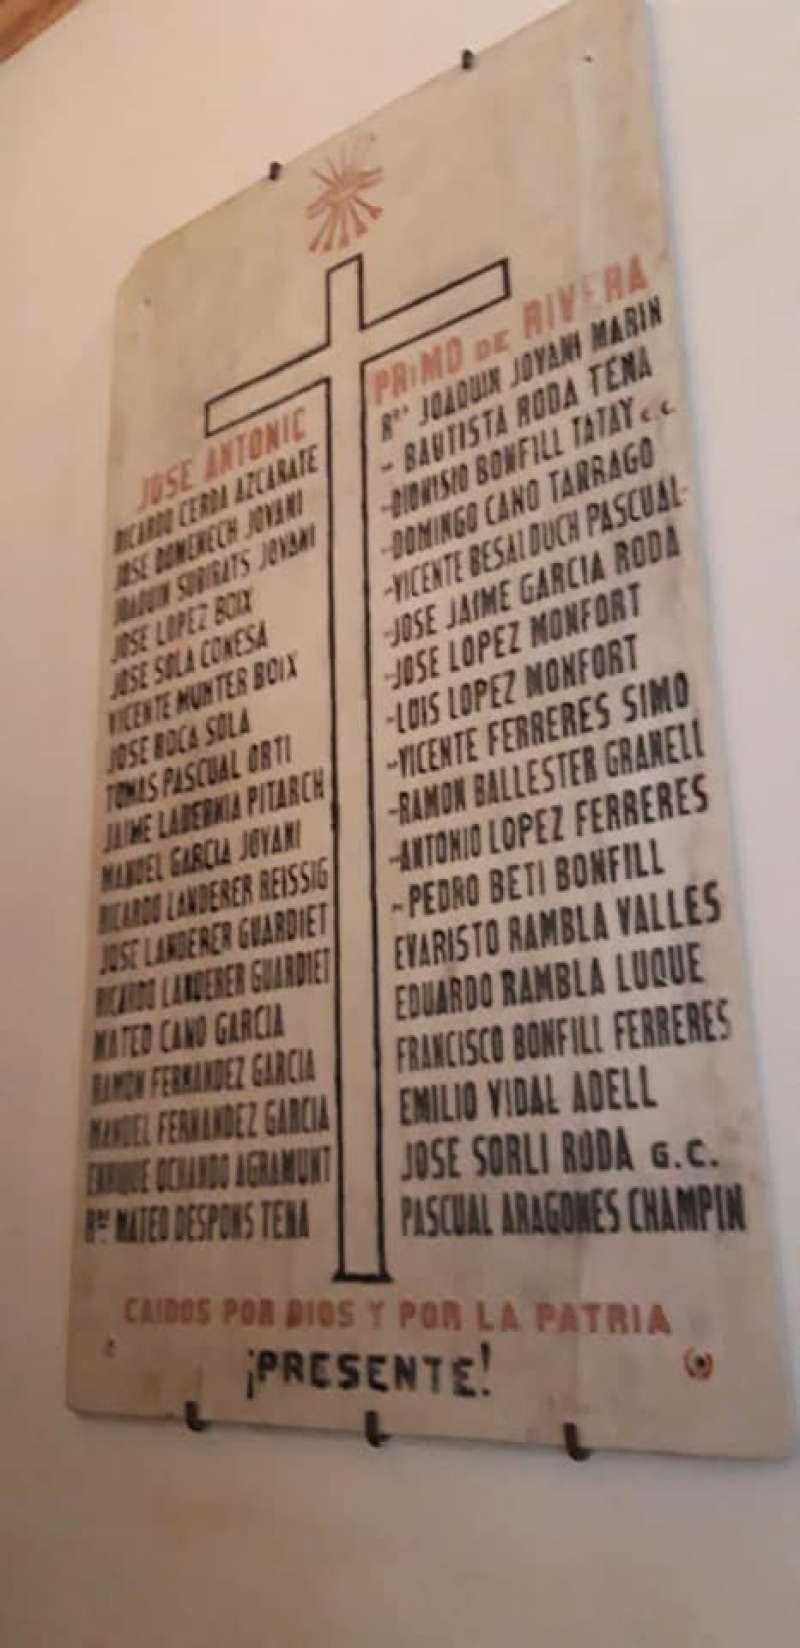 JOSE ANTONIO
RICARDO CERDA AZCARATE
JOSE DOMENECH JOVANI
JOAQUIN SUBIRATS JOVANI
JOSE LOPEZ BOIX
JOSE SOLA CONESA
VICENTE MUNTER BOIX
JOSE ROCA SOLA
TOMAS PASCUAL ORTI
JAIME LADERNIA PITARCH
MANUEL GARCIA JOVANI
RICARDO LANDERER REISSIG
JOSE LANDERER GUARDIET
RICARDO LANDERER GUARDIET
MATEO CANO GARCIA
RAMON FERNANDEZ GARCIA
MANUEL FERNANDEZ GARCIA
ENRIQUE OCHANDO AGRAMUNT
Rdo MATEO DESPONS TENA
PRIMO DE RIVERA
Rdo JOAQUIN JOVANI MARIN
- BAUTISTA RODA TENA
-DIONISIO BONFILL TATAY
-DOMINGO CANO TARRAGO
-VICENTE BESALDUCH PASCUAL-
-JOSE JAIME GARCIA RODA
-JOSE LOPEZ MONFORT
-LOIS LOPEZ MONFORT
-VICENTE FERRERES SIMO
-RAMON BALLESTER GRANELL
-ANTONIO LOPEZ FERRERES
-PEDRO BETI BONFILL
EVARISTO RAMBLA VALLES
EDUARDO RAMBLA LUQUE
FRANCISCO BONFILL FERRERES
EMILIO VIDAL ADELL
JOSE SORLI RODA G.C.
PASCUAL ARAGONES CHAMPIN
CAIDOS POR DIOS Y POR LA PATRIA
¡PRESENTE!